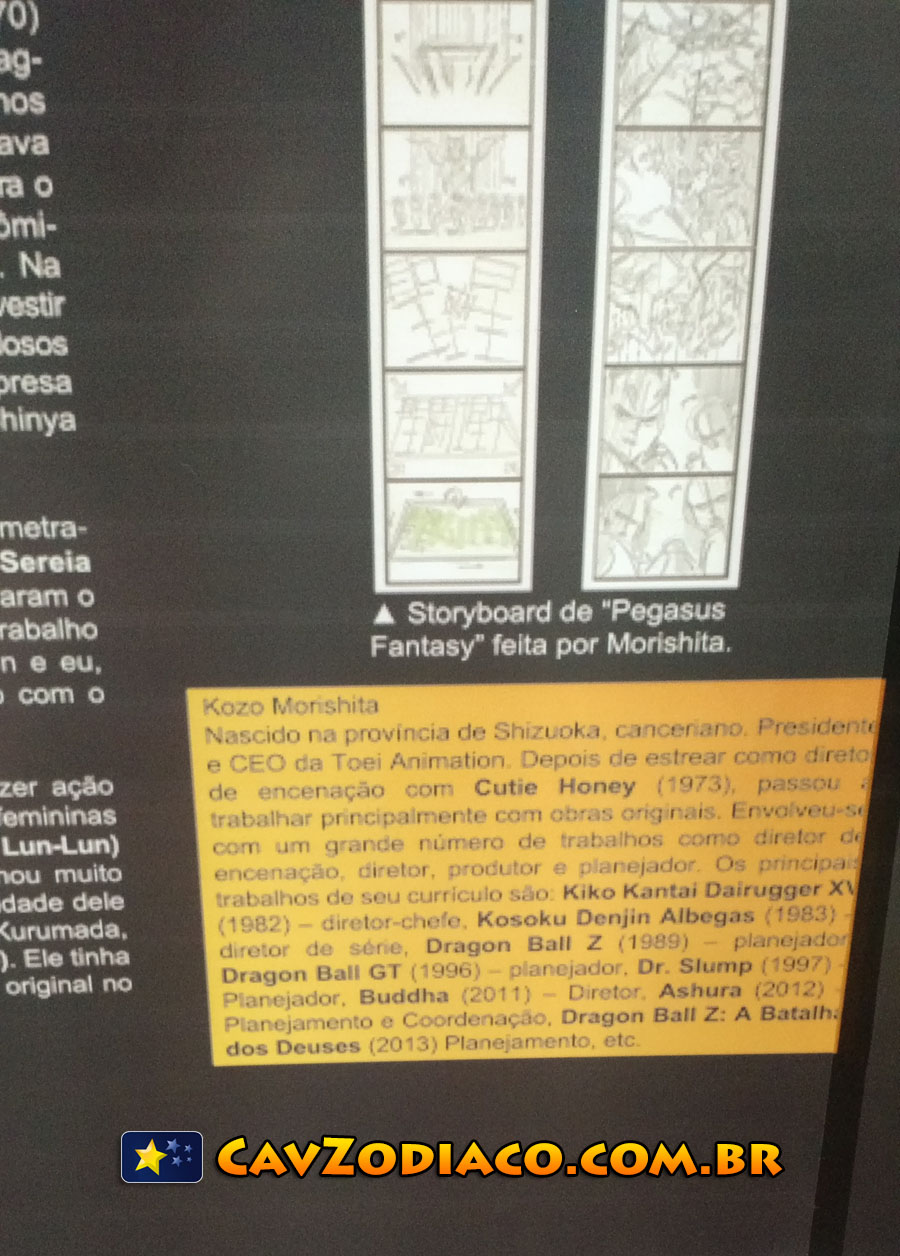 70)
ag-
nos
ava
ra o
ômi-
. Na
vestir
losos
presa
hinya
metra-
Sereia
aram o
rabalho
n e eu,
o com o
zer ação
femininas
Lun-Lun)
nou muito
dade dele
Kurumada,
). Ele tinha
original no
▲ Storyboard de "Pegasus
Fantasy" feita por Morishita.
Kozo Morishita
Nascido na província de Shizuoka, canceriano. Presidente
e CEO da Toei Animation. Depois de estrear como direto
de encenação com Cutie Honey (1973), passou a
trabalhar principalmente com obras originais. Envolveu-se
com um grande número de trabalhos como diretor de
encenação, diretor, produtor e planejador. Os principais
trabalhos de seu currículo são: Kiko Kantai Dairugger XV
(1982) – diretor-chefe, Kosoku Denjin Albegas (1983) -
diretor de série, Dragon Ball Z (1989) – planejador
Dragon Ball GT (1996) – planejador, Dr. Slump (1997) -
Planejador, Buddha (2011) – Diretor, Ashura (2012)
Planejamento e Coordenação, Dragon Ball Z: A Batalha
dos Deuses (2013) Planejamento, etc.
CavZodiaco.com.br